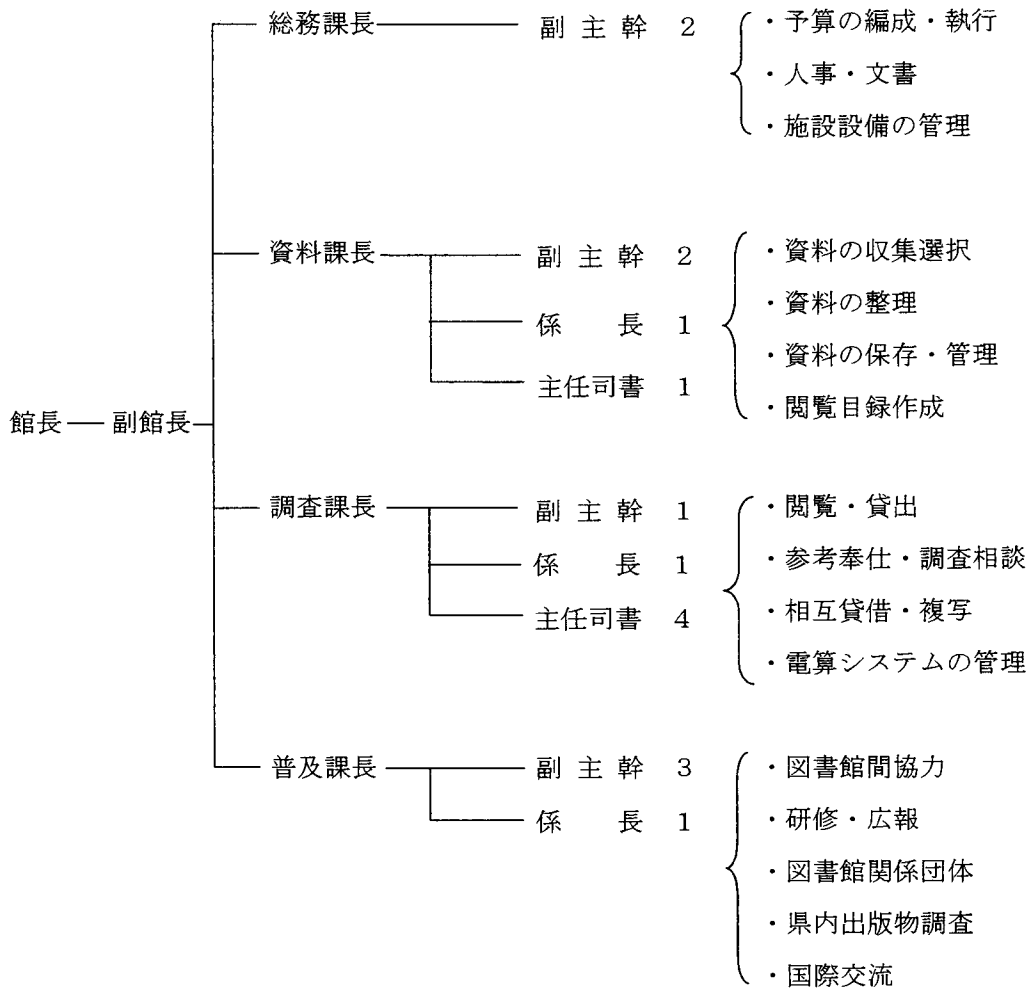 総務課長 副主幹 2 ・予算の編成・執行
・人事・文書
・施設設備の管理
資料課長 副主幹 2 ・資料の収集選択
係長 1 ・資料の整理
・資料の保存・管理
主任司書 1
・閲覧目録作成
館長 副館長
調査課長 副主幹 1 ・閲覧・貸出
係長 1 ・参考奉仕・調査相談
主任司書 4 ・相互貸借・複写
・電算システムの管理
普及課長 副主幹 3 ・図書館間協力
係長 1 ・研修・広報
・図書館関係団体
・県内出版物調査
・国際交流